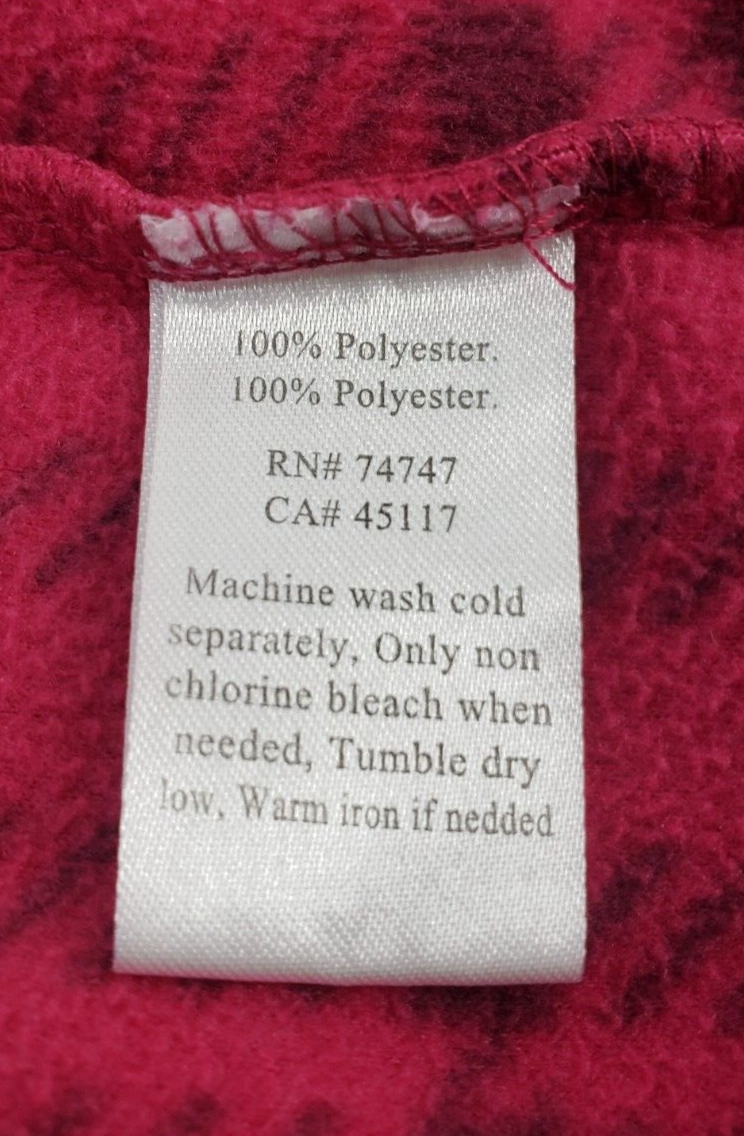 100% Polyester.
100% Polyester.
RN# 74747
CA# 45117
Machine wash cold
separately, Only non
chlorine bleach when
needed, Tumble dry
low, Warm iron if nedded